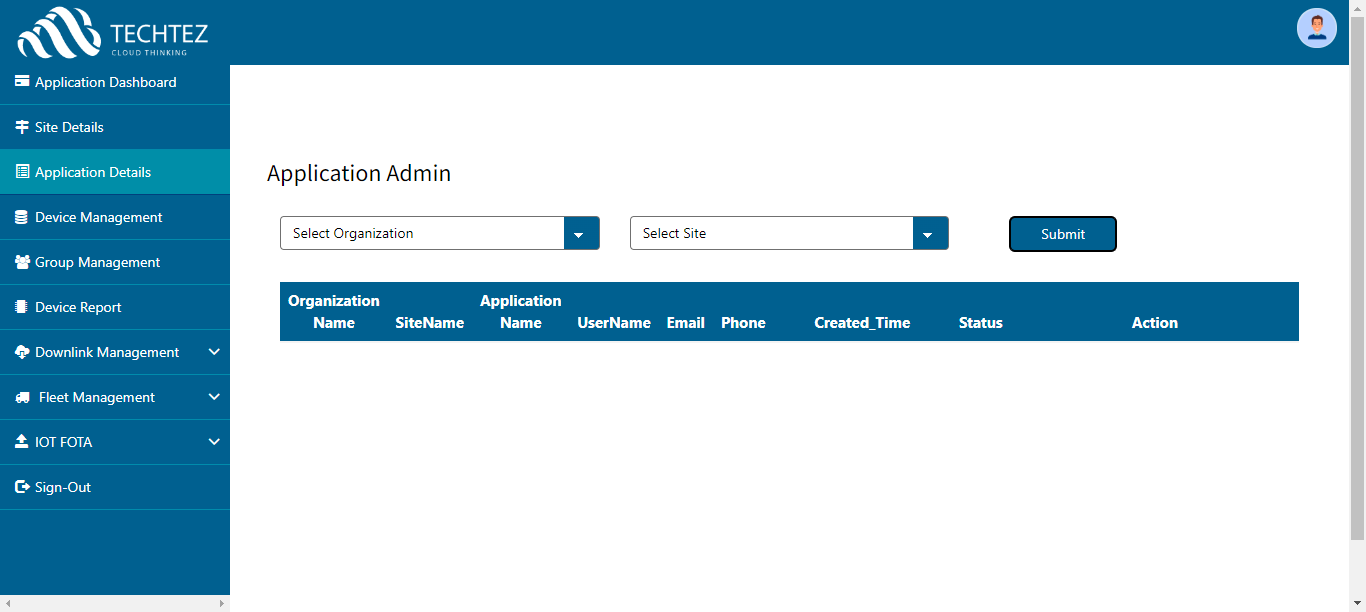 TECHTEZ
CLOUD THINKING
Application Dashboard
Site Details
Application Details
Device Management
Group Management
Device Report
Downlink Management
Fleet Management
IOT FOTA
Sign-Out
Application Admin
Select Organization
Select Site
Submit
Organization Name
SiteName
Application Name
UserName
Email
Phone
Created_Time
Status
Action